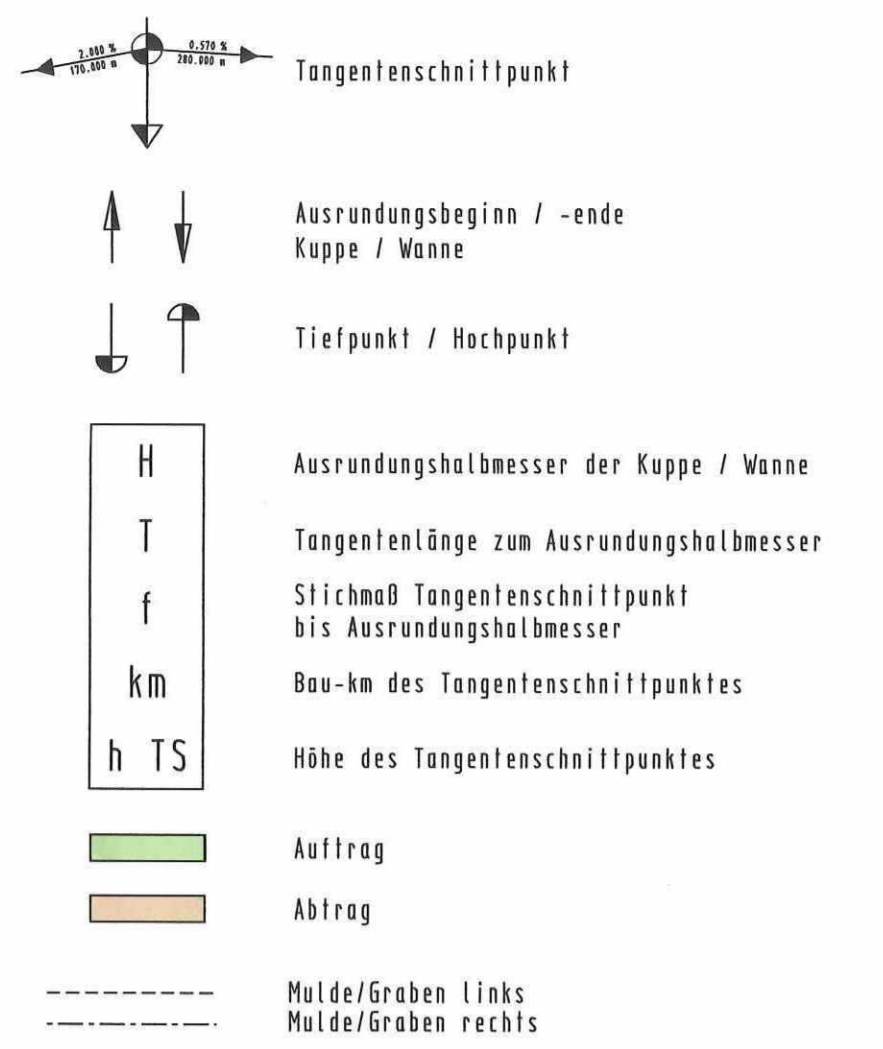 2.000 % 0.570 %
170.000 m 280.000 m
Tangentenschnittpunkt
Ausrundungsbeginn / -ende
Kuppe / Wanne
Tiefpunkt / Hochpunkt
H Ausrundungshalbmesser der Kuppe / Wanne
T Tangentenlänge zum Ausrundungshalbmesser
f Stichmaß Tangentenschnittpunkt
bis Ausrundungshalbmesser
km Bau-km des Tangentenschnittpunktes
h TS Höhe des Tangentenschnittpunktes
Auftrag
Abtrag
Mulde/Graben links
Mulde/Graben rechts